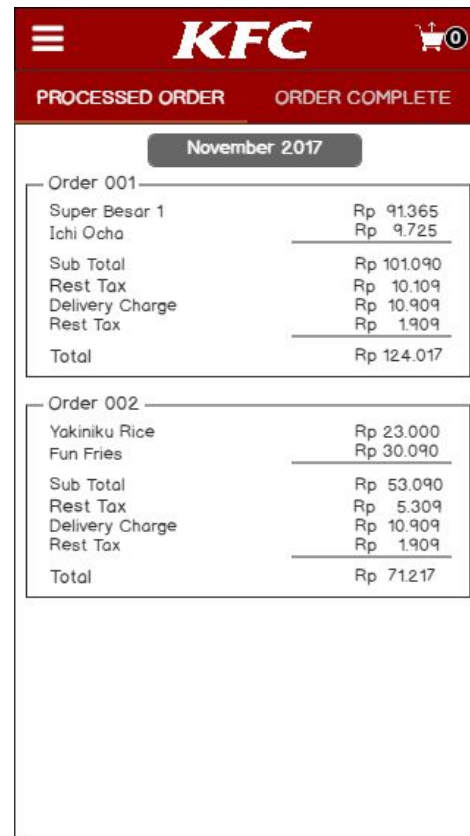 KFC
0
PROCESSED ORDER ORDER COMPLETE
November 2017
Order 001
Super Besar 1 Rp 91.365
Ichi Ocha Rp 9.725
Sub Total Rp 101.090
Rest Tax Rp 10.109
Delivery Charge Rp 10.909
Rest Tax Rp 1.909
Total Rp 124.017
Order 002
Yakiniku Rice Rp 23.000
Fun Fries Rp 30.090
Sub Total Rp 53.090
Rest Tax Rp 5.309
Delivery Charge Rp 10.909
Rest Tax Rp 1.909
Total Rp 71.217